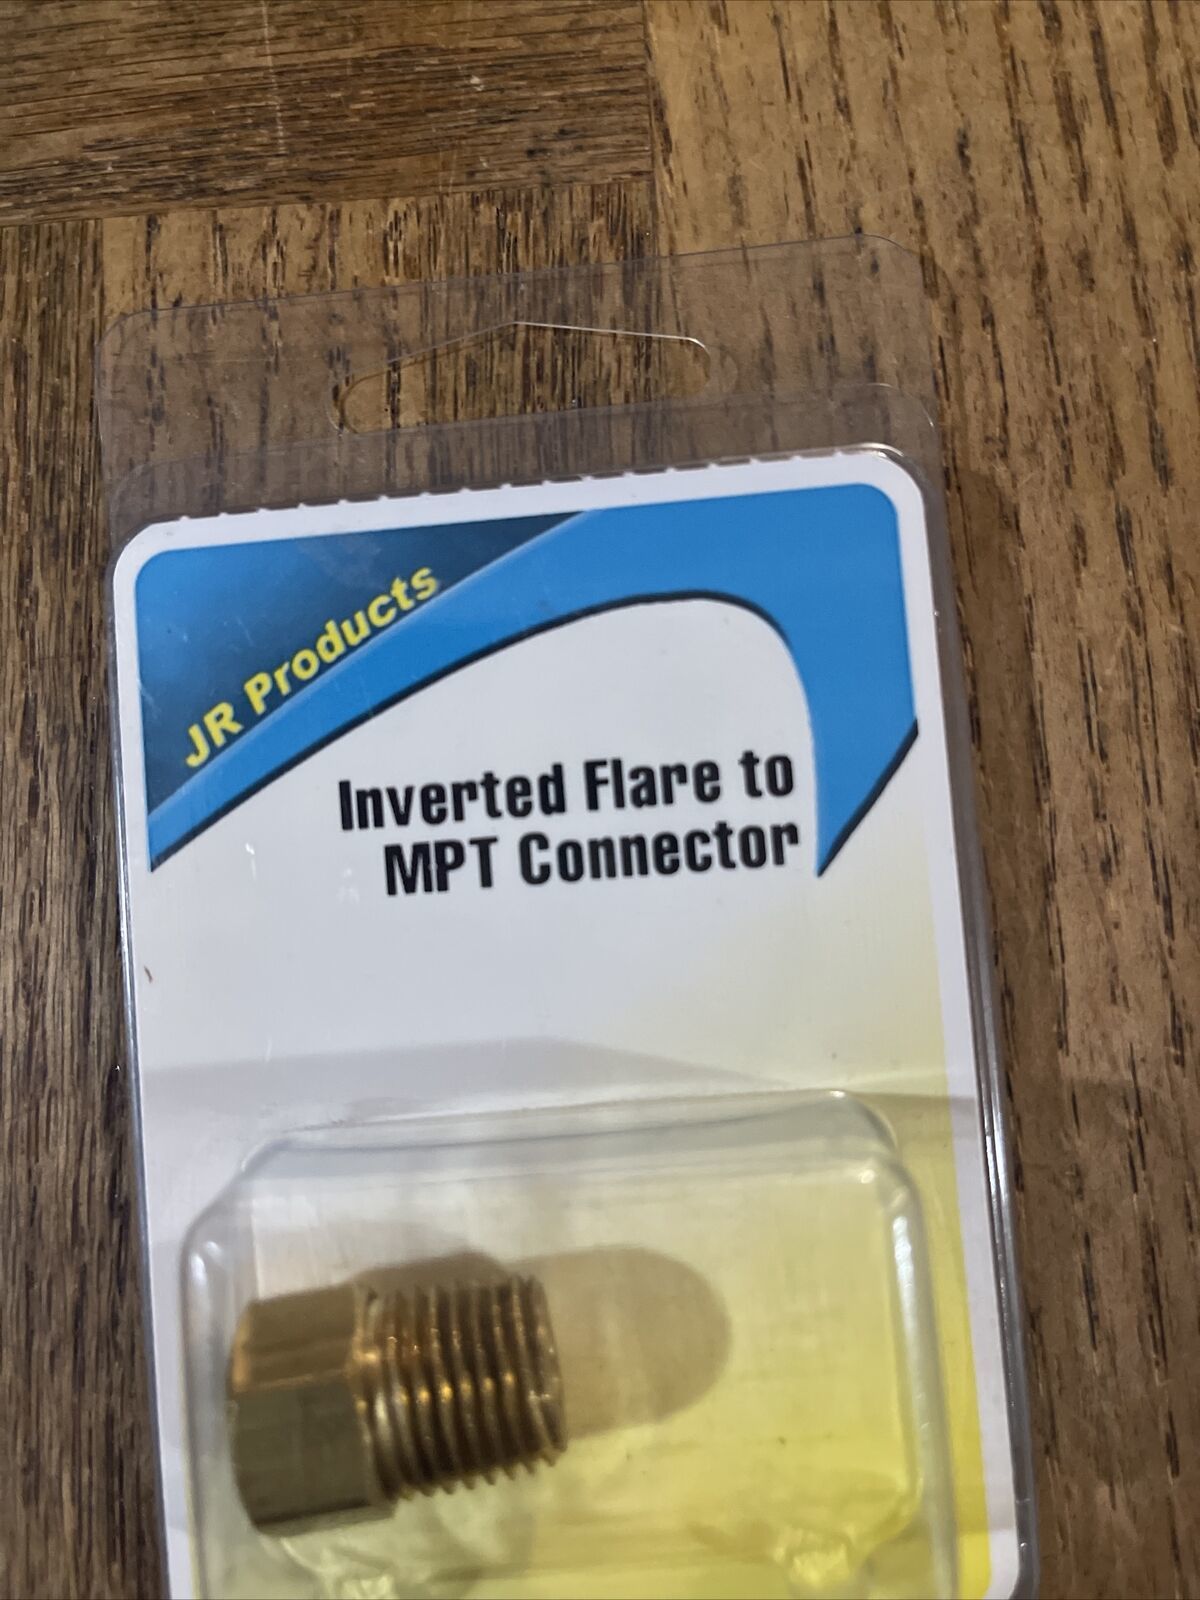 JR Products
Inverted Flare to
MPT Connector